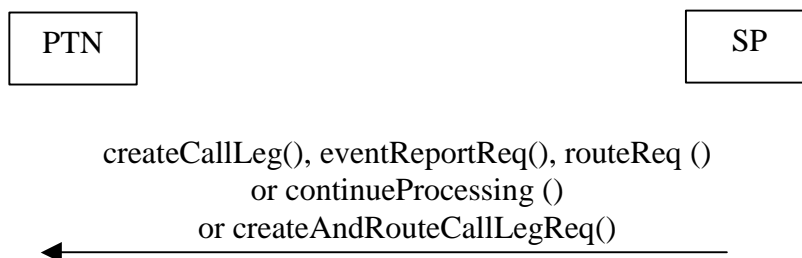 PTN
SP
createCallLeg(), eventReportReq(), routeReq ()
or continueProcessing ()
or createAndRouteCallLegReq()